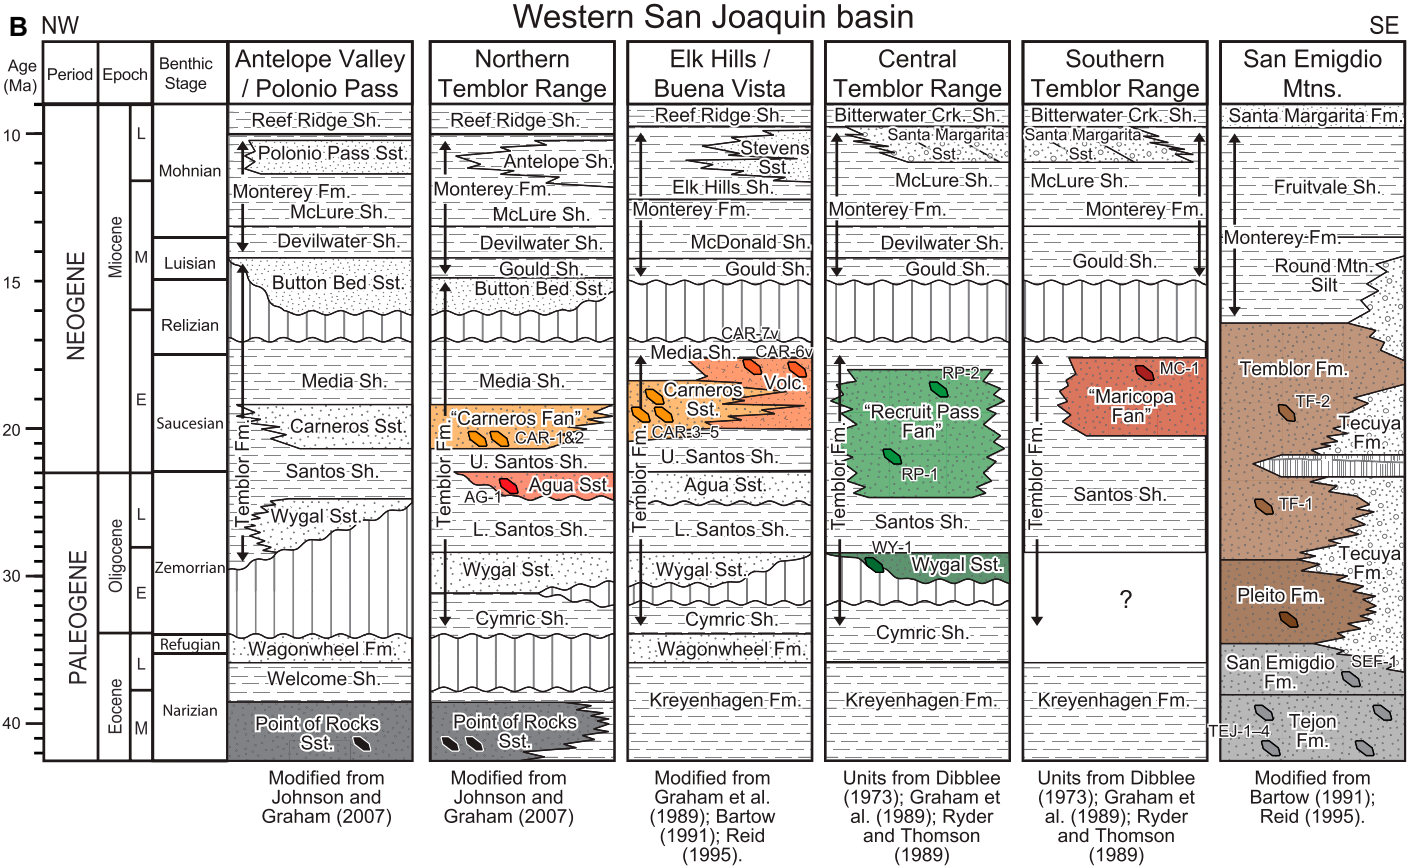 B NW
Western San Joaquin basin
SE
Age
(Ma)
Period
Epoch
Benthic
Stage
10
15
20
30
40
NEOGENE
PALEOGENE
Miocene
Oligocene
Eocene
L
M
E
L
E
L
M
Mohnian
Luisian
Relizian
Saucesian
Zemorrian
Refugian
Narizian
Antelope Valley
/ Polonio Pass
Reef Ridge Sh.
Polonio Pass Sst.
Monterey Fm.
McLure Sh.
Devilwater Sh.
Button Bed Sst.
Media Sh.
Carneros Sst.
Temblor Fm.
Santos Sh.
Wygal Sst.
Wagonwheel Fm.
Welcome Sh.
Point of Rocks
Sst.
Modified from
Johnson and
Graham (2007)
Northern
Temblor Range
Reef Ridge Sh.
Antelope Sh.
Monterey Fm.
McLure Sh.
Devilwater Sh.
Gould Sh.
Button Bed Sst.
Media Sh.
“Carneros Fan”
CAR-1&2
Temblor Fm.
U. Santos Sh.
Agua Sst.
AG-1
L. Santos Sh.
Wygal Sst.
Cymric Sh.
Point of Rocks
Sst.
Modified from
Johnson and
Graham (2007)
Elk Hills /
Buena Vista
Reef Ridge Sh.
Stevens
Sst.
Elk Hills Sh.
Monterey Fm.
McDonald Sh.
Gould Sh.
CAR-7v
Media Sh.
CAR-6v
Volc.
Carneros
Sst.
CAR-3–5
Temblor Fm.
U. Santos Sh.
Agua Sst.
L. Santos Sh.
Wygal Sst.
Cymric Sh.
Wagonwheel Fm.
Kreyenhagen Fm.
Modified from
Graham et al.
(1989); Bartow
(1991); Reid
(1995).
Central
Temblor Range
Bitterwater Crk. Sh.
Santa Margarita
Sst.
McLure Sh.
Monterey Fm.
Devilwater Sh.
Gould Sh.
RP-2
“Recruit Pass
Fan”
RP-1
Temblor Fm.
Santos Sh.
WY-1
Wygal Sst.
Cymric Sh.
Kreyenhagen Fm.
Units from Dibblee
(1973); Graham et
al. (1989); Ryder
and Thomson
(1989)
Southern
Temblor Range
Bitterwater Crk. Sh.
Santa Margarita
Sst.
McLure Sh.
Monterey Fm.
Gould Sh.
MC-1
“Maricopa
Fan”
Temblor Fm.
Santos Sh.
?
Kreyenhagen Fm.
Units from Dibblee
(1973); Graham et
al. (1989); Ryder
and Thomson
(1989)
San Emigdio
Mtns.
Santa Margarita Fm.
Fruitvale Sh.
Monterey Fm.
Round Mtn.
Silt
Temblor Fm.
TF-2
Tecuya
Fm.
TF-1
Tecuya
Fm.
Pleito Fm.
San Emigdio
Fm.
SEF-1
TEJ-1–4
Tejon
Fm.
Modified from
Bartow (1991);
Reid (1995).